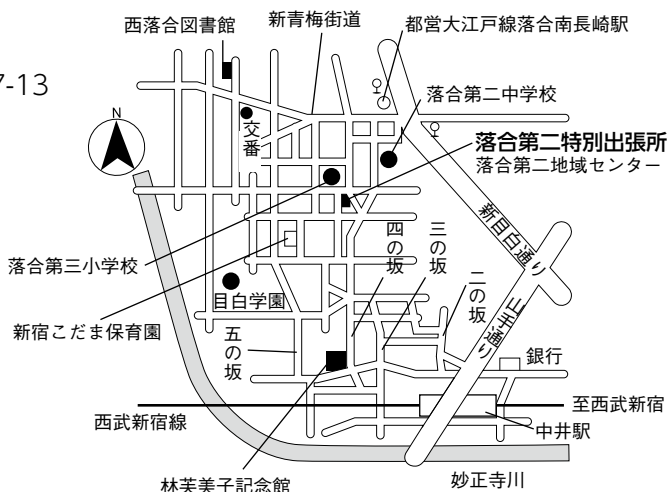 西落合図書館
新青梅街道
都営大江戸線落合南長崎駅
7-13
落合第二中学校
N
交番
落合第二特別出張所
落合第二地域センター
新目白通り
四の坂
三の坂
二の坂
山手通り
落合第三小学校
目白学園
新宿こだま保育園
五の坂
銀行
西武新宿線
至西武新宿
中井駅
林芙美子記念館
妙正寺川